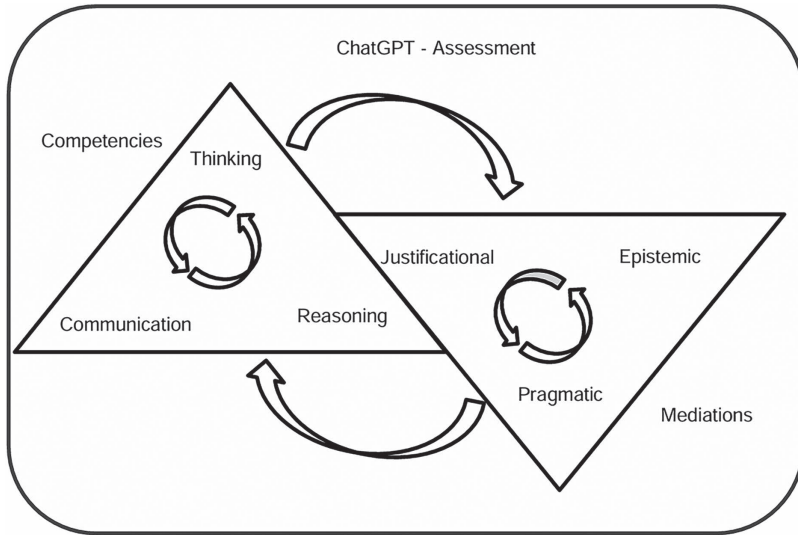 ChatGPT - Assessment
Competencies
Thinking
Communication
Reasoning
Justificational
Epistemic
Pragmatic
Mediations